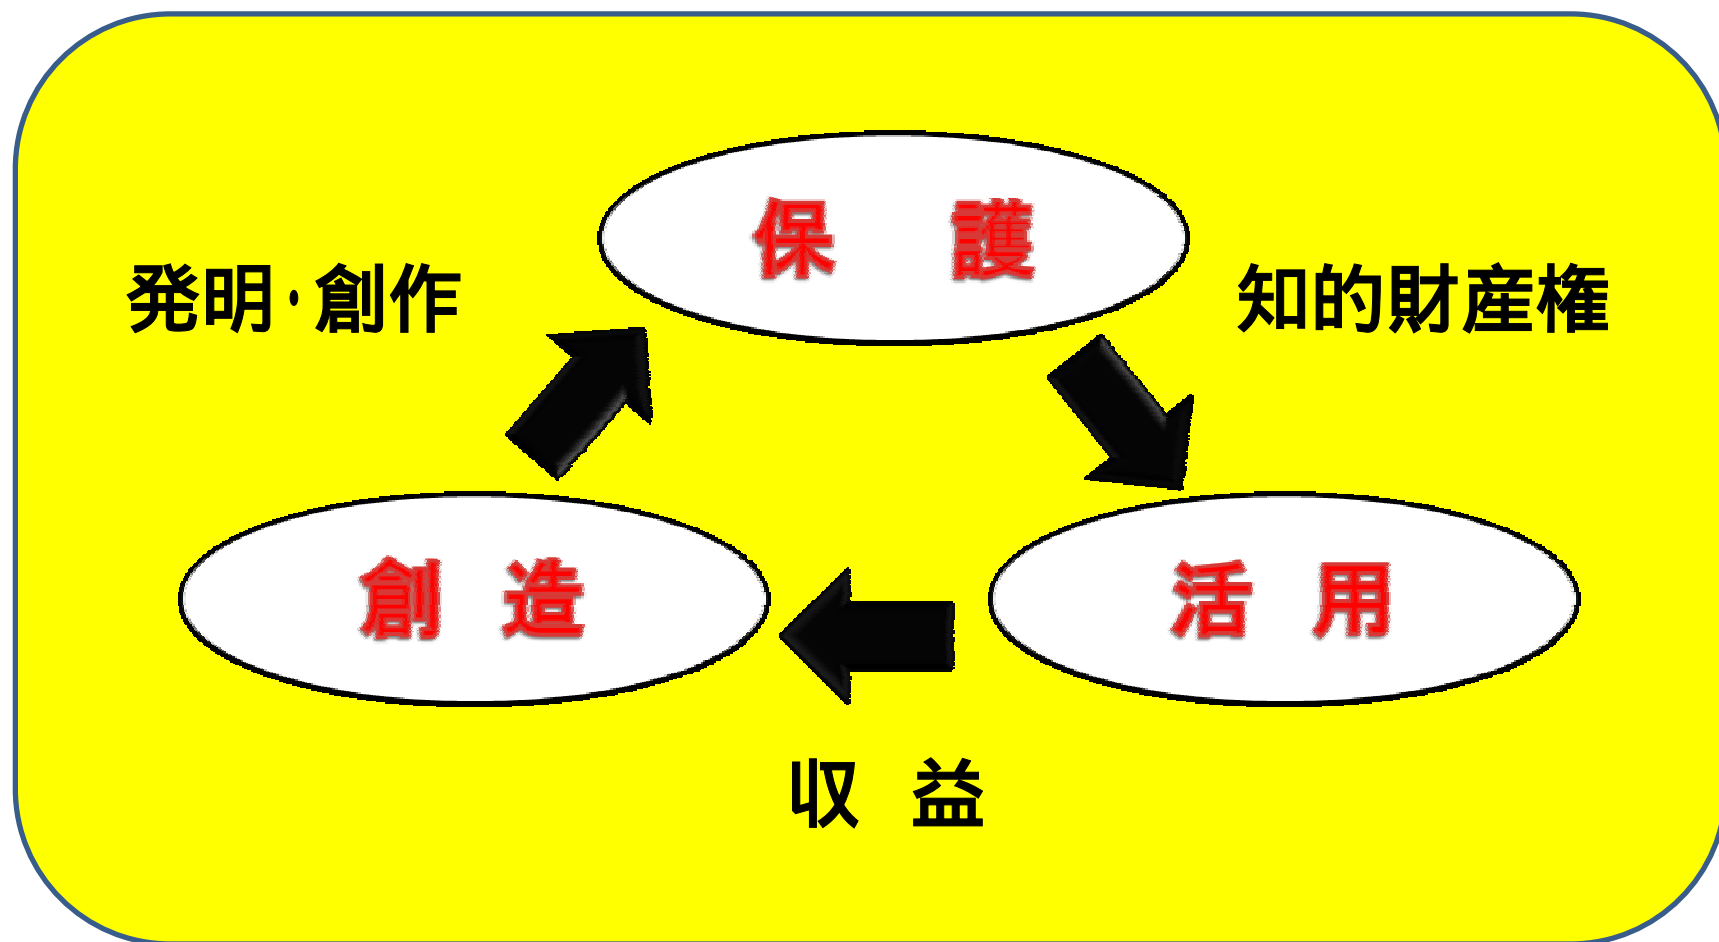 保 護
発明・創作
知的財産権
創 造
活 用
収 益